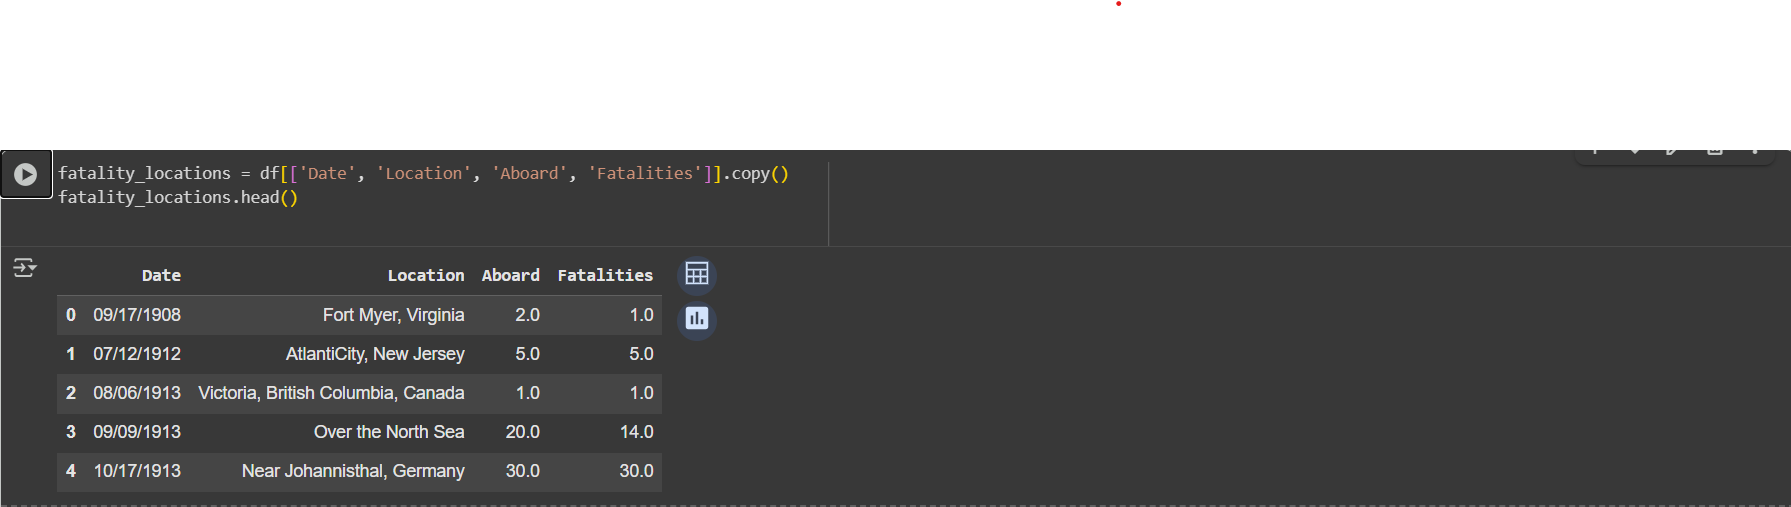 fatality_locations = df[['Date', 'Location', 'Aboard', 'Fatalities']].copy()
fatality_locations.head()
Date Location Aboard Fatalities
0 09/17/1908 Fort Myer, Virginia 2.0 1.0
1 07/12/1912 AtlantiCity, New Jersey 5.0 5.0
2 08/06/1913 Victoria, British Columbia, Canada 1.0 1.0
3 09/09/1913 Over the North Sea 20.0 14.0
4 10/17/1913 Near Johannisthal, Germany 30.0 30.0